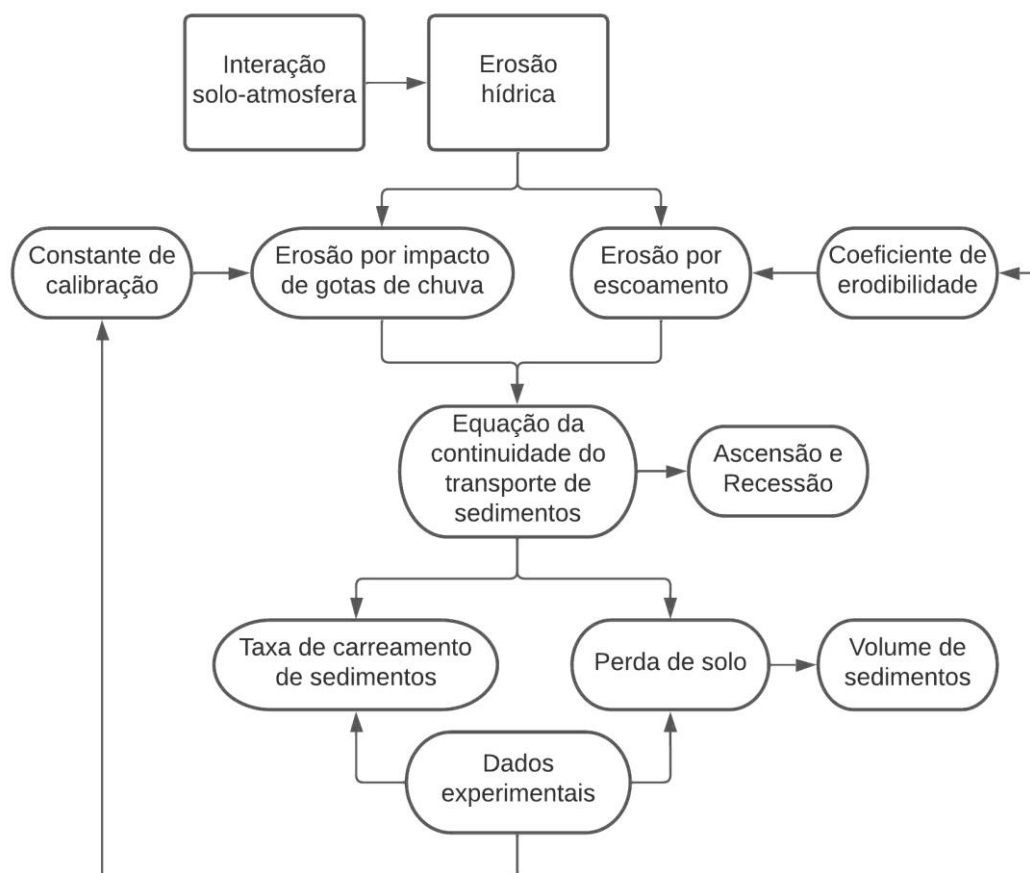 Interação
solo-atmosfera
Erosão
hídrica
Constante de
calibração
Erosão por impacto
de gotas de chuva
Erosão por
escoamento
Coeficiente de
erodibilidade
Equação da
continuidade do
transporte de
sedimentos
Ascensão e
Recessão
Taxa de carreamento
de sedimentos
Perda de solo
Volume de
sedimentos
Dados
experimentais